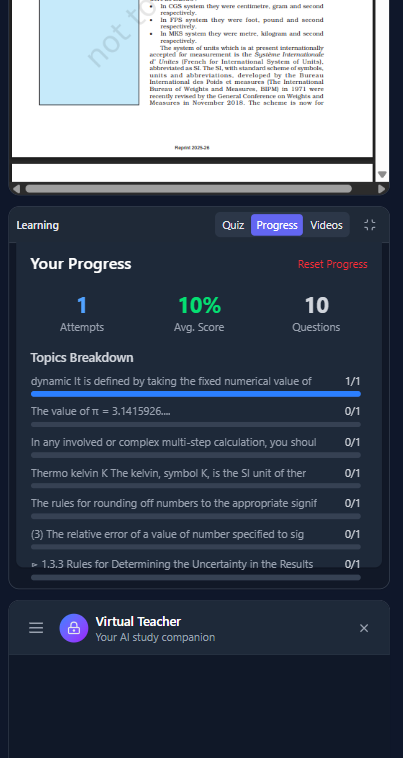 • In CGS system they were centimetre, gram and second
respectively.
• In FPS system they were foot, pound and second
respectively.
• In MKS system they were metre, kilogram and second
respectively.
The system of units which is at present internationally
accepted for measurement is the Système Internationale
d' Unites (French for International System of Units),
abbreviated as SI. The SI, with standard scheme of symbols,
units and abbreviations, developed by the Bureau
International des Poids et measures (The International
Bureau of Weights and Measures, BIPM) in 1971 were
recently revised by the General Conference on Weights and
Measures in November 2018. The scheme is now for
not to
Reprint 2025-26
Learning
Quiz
Progress
Videos
Your Progress
Reset Progress
1
10%
10
Attempts
Avg. Score
Questions
Topics Breakdown
dynamic It is defined by taking the fixed numerical value of 1/1
The value of π = 3.1415926.... 0/1
In any involved or complex multi-step calculation, you shoul 0/1
Thermo kelvin K The kelvin, symbol K, is the SI unit of ther 0/1
The rules for rounding off numbers to the appropriate signif 0/1
(3) The relative error of a value of number specified to sig 0/1
► 1.3.3 Rules for Determining the Uncertainty in the Results 0/1
Virtual Teacher
Your AI study companion